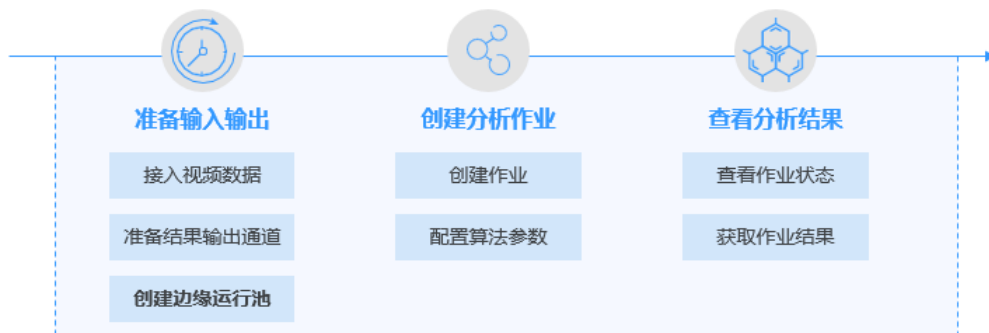 准备输入输出
接入视频数据
准备结果输出通道
创建边缘运行池
创建分析作业
创建作业
配置算法参数
查看分析结果
查看作业状态
获取作业结果